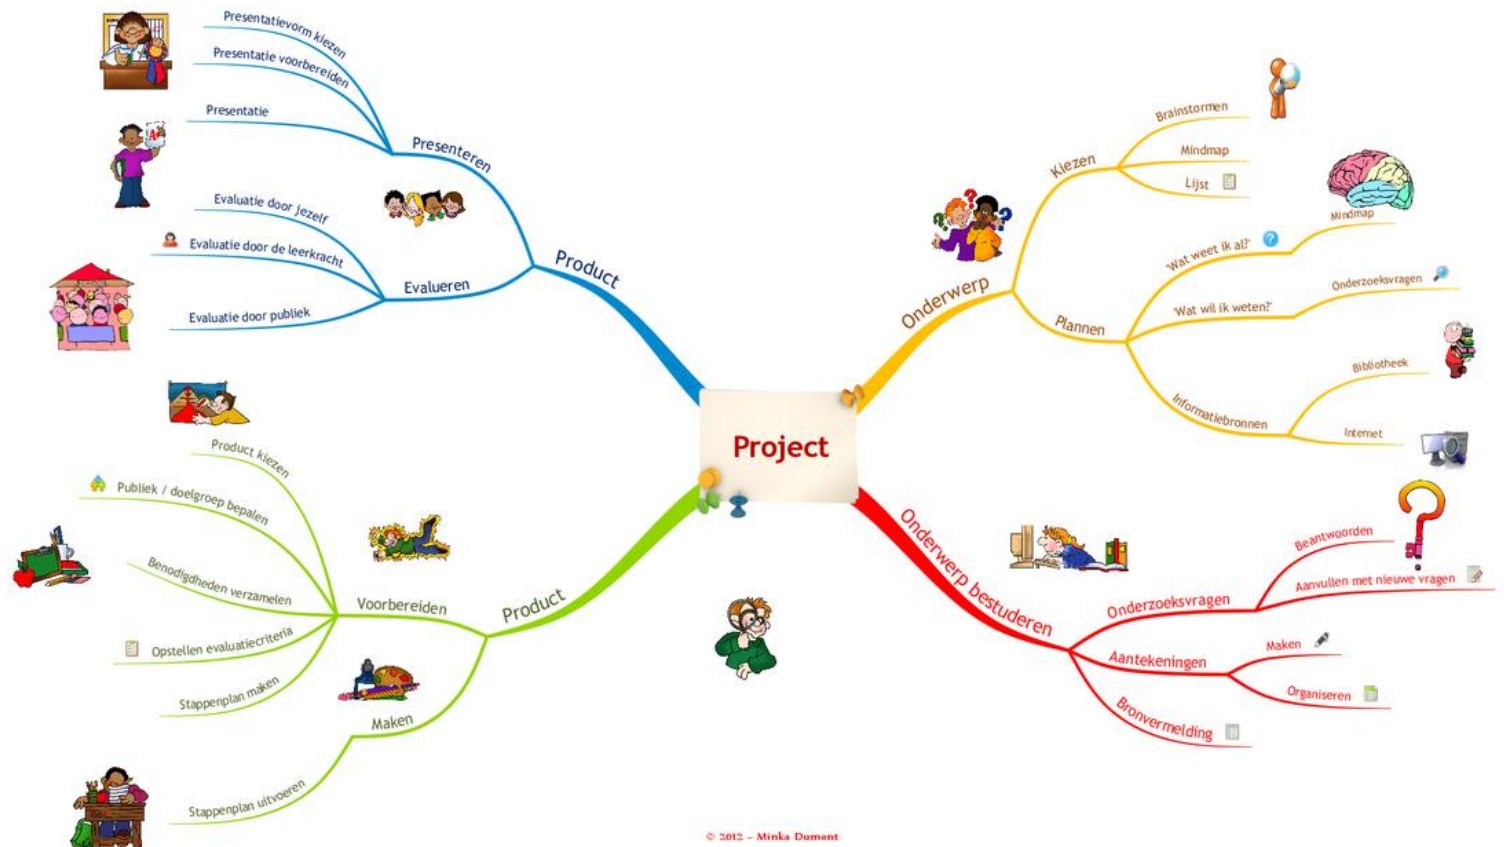 Project
Onderwerp
Kiezen
Brainstormen
Mindmap
Lijst
Plannen
'Wat weet ik al?'
Mindmap
'Wat wil ik weten?'
Onderzoeksvragen
Informatiebronnen
Bibliotheek
Internet
Onderwerp bestuderen
Onderzoeksvragen
Beantwoorden
Aanvullen met nieuwe vragen
Aantekeningen
Maken
Organiseren
Bronvermelding
Product
Voorbereiden
Product kiezen
Publiek / doelgroep bepalen
Benodigdheden verzamelen
Opstellen evaluatiecriteria
Stappenplan maken
Maken
Stappenplan uitvoeren
Product
Presenteren
Presentatievorm kiezen
Presentatie voorbereiden
Presentatie
Evalueren
Evaluatie door jezelf
Evaluatie door de leerkracht
Evaluatie door publiek
© 2012 - Minka Dumont